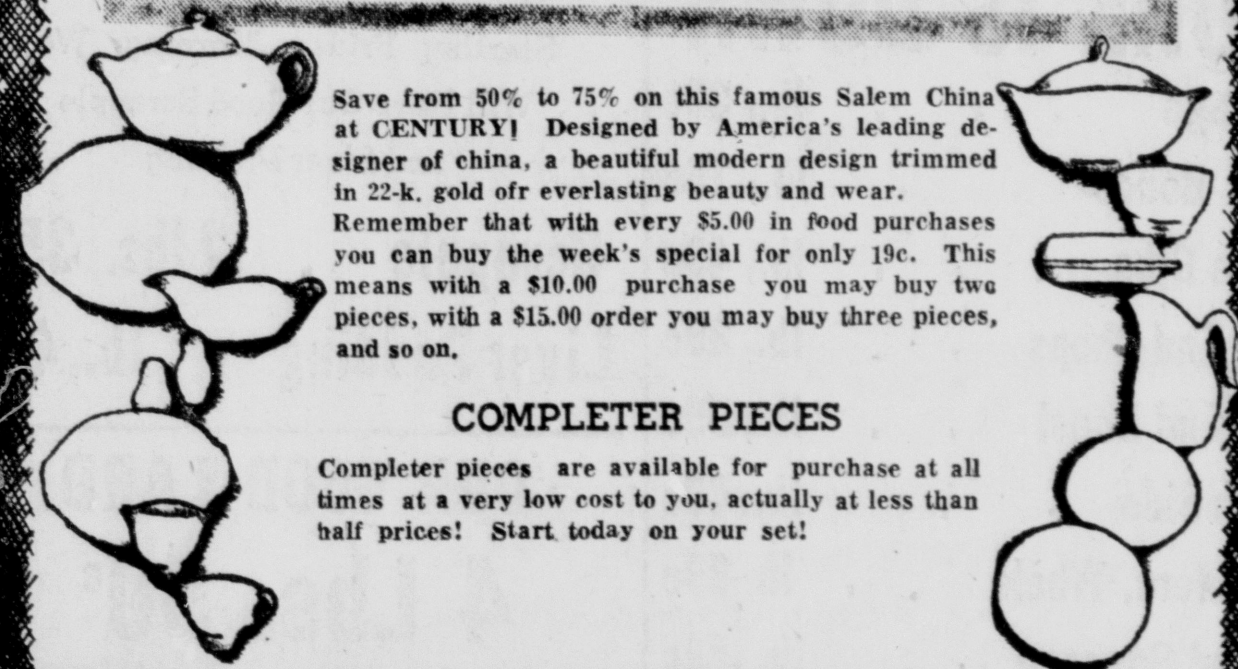 Save from 50% to 75% on this famous Salem China
at CENTURY! Designed by America's leading de-
signer of china, a beautiful modern design trimmed
in 22-k. gold ofr everlasting beauty and wear.
Remember that with every $5.00 in food purchases
you can buy the week's special for only 19c. This
means with a $10.00 purchase you may buy two
pieces, with a $15.00 order you may buy three pieces,
and so on.
COMPLETER PIECES
Completer pieces are available for purchase at all
times at a very low cost to you, actually at less than
half prices! Start today on your set!